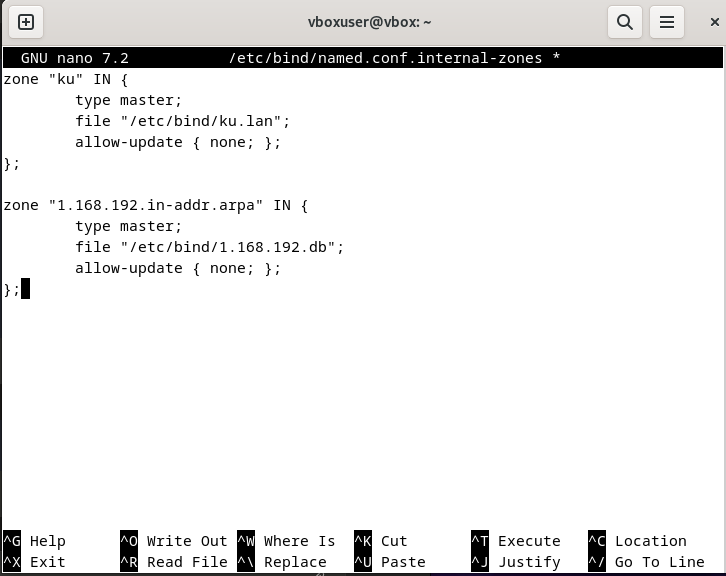 vboxuser@vbox: ~
GNU nano 7.2 /etc/bind/named.conf.internal-zones *
zone "ku" IN {
        type master;
        file "/etc/bind/ku.lan";
        allow-update { none; };
};

zone "1.168.192.in-addr.arpa" IN {
        type master;
        file "/etc/bind/1.168.192.db";
        allow-update { none; };
};
^G Help ^O Write Out ^W Where Is ^K Cut ^T Execute ^C Location
^X Exit ^R Read File ^\ Replace ^U Paste ^J Justify ^/ Go To Line